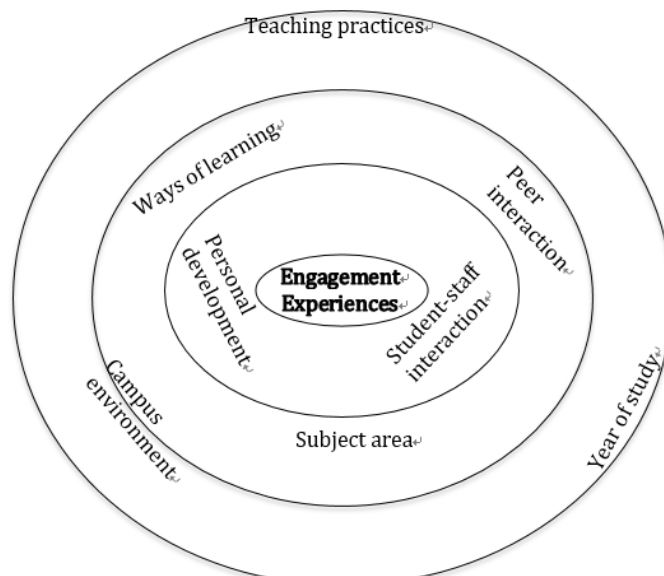 Teaching practices
Ways of learning
Peer
interaction
Personal
development
Engagement
Experiences
Student-staff
interaction
Campus
environment
Subject area
Year of study